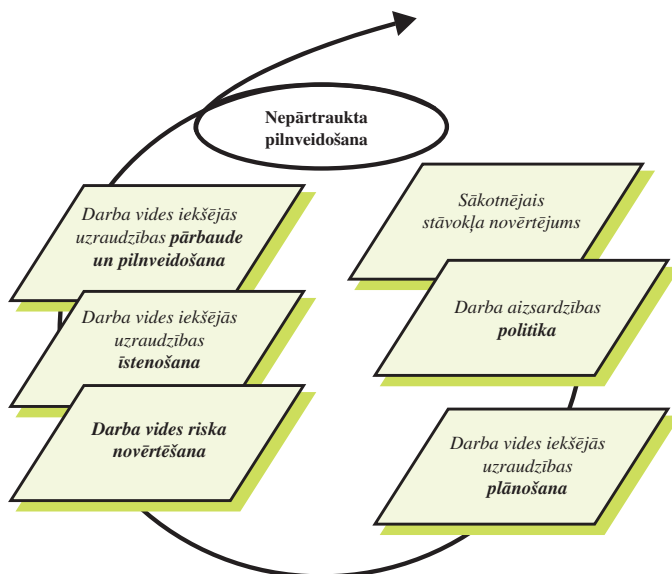 Nepārtraukta
pilnveidošana
Sākotnējais
stāvokļa novērtējums
Darba aizsardzības
politika
Darba vides iekšējās
uzraudzības
plānošana
Darba vides riska
novērtēšana
Darba vides iekšējās
uzraudzības
īstenošana
Darba vides iekšējās
uzraudzības pārbaude
un pilnveidošana